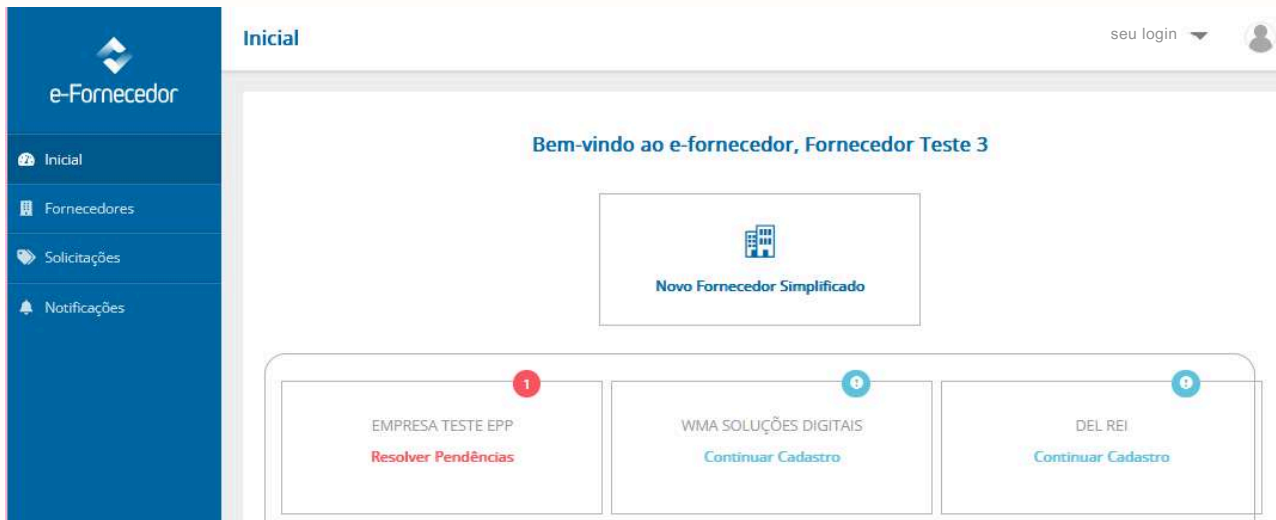 e-Fornecedor
Inicial
Fornecedores
Solicitações
Notificações
Inicial
seu login
Bem-vindo ao e-fornecedor, Fornecedor Teste 3
Novo Fornecedor Simplificado
1
EMPRESA TESTE EPP
Resolver Pendências
!
WMA SOLUÇÕES DIGITAIS
Continuar Cadastro
!
DEL REI
Continuar Cadastro